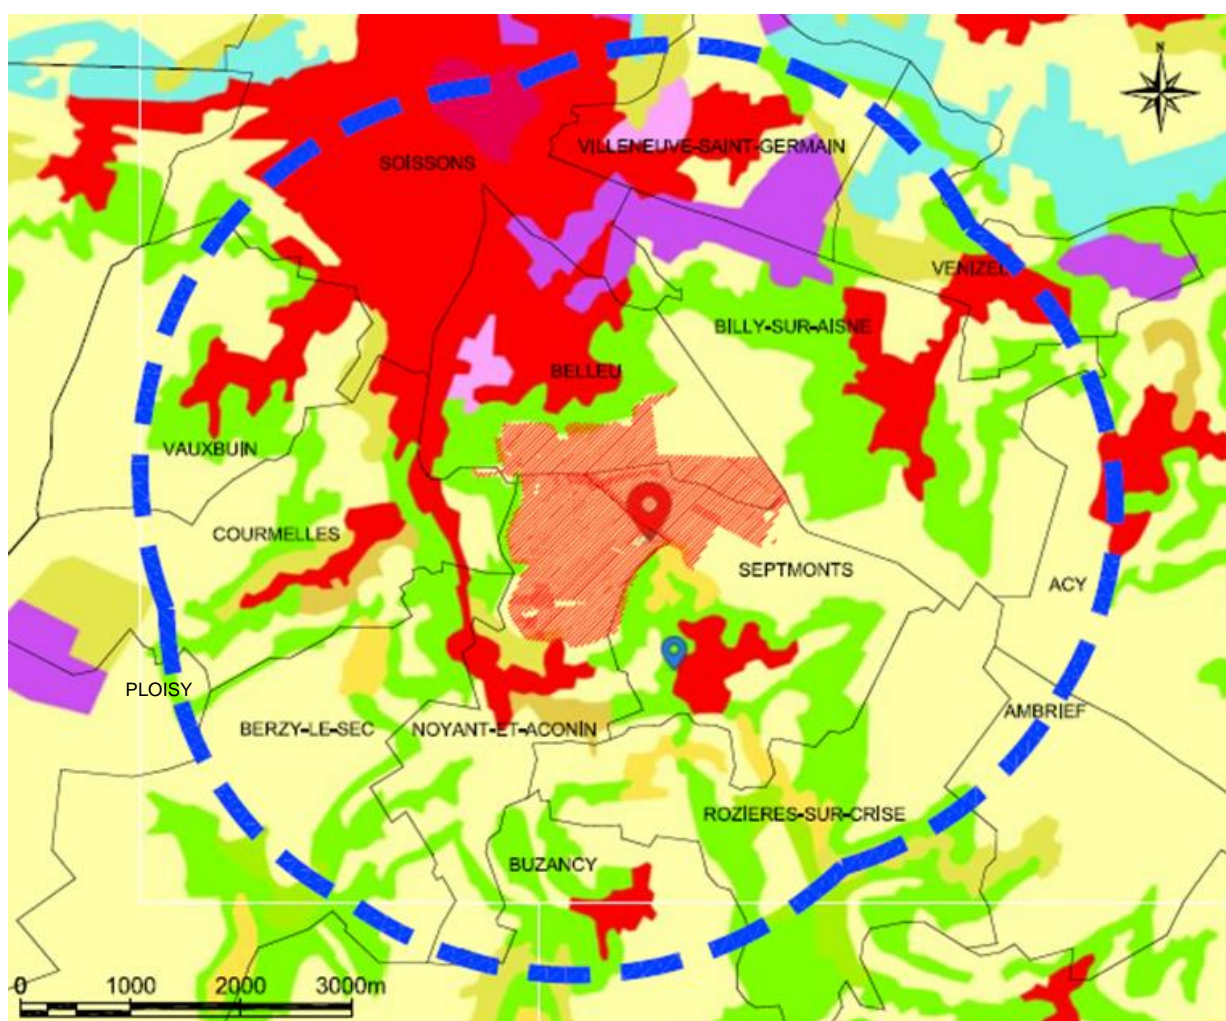 N
VILLENEUVE-SAINT-GERMAIN
SOISSONS
VENIZEL
BILLY-SUR-AISNE
BELLEU
VAUXBUIN
COURMELLES
SEPTMONTS
ACY
PLOISY
AMBRIEF
BERZY-LE-SEC
NOYANT-ET-ACONIN
ROZIERES-SUR-CRISE
BUZANCY
0 1000 2000 3000m